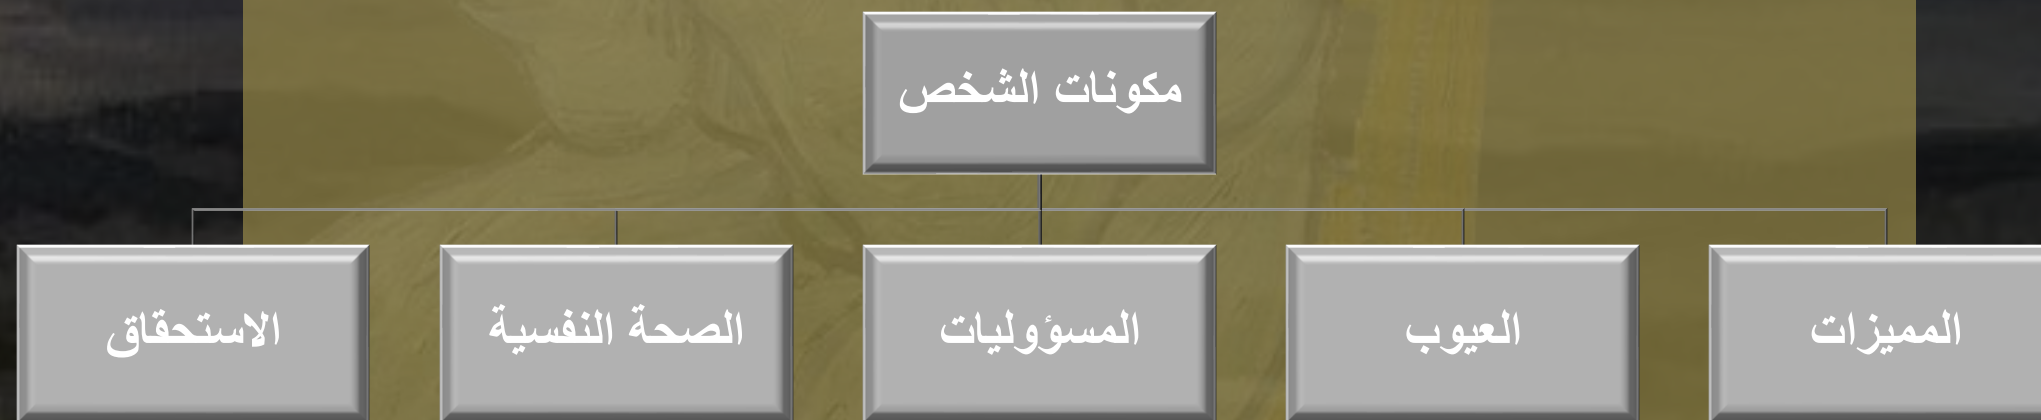 مكونات الشخص
المميزات
العيوب
المسؤوليات
الصحة النفسية
الاستحقاق